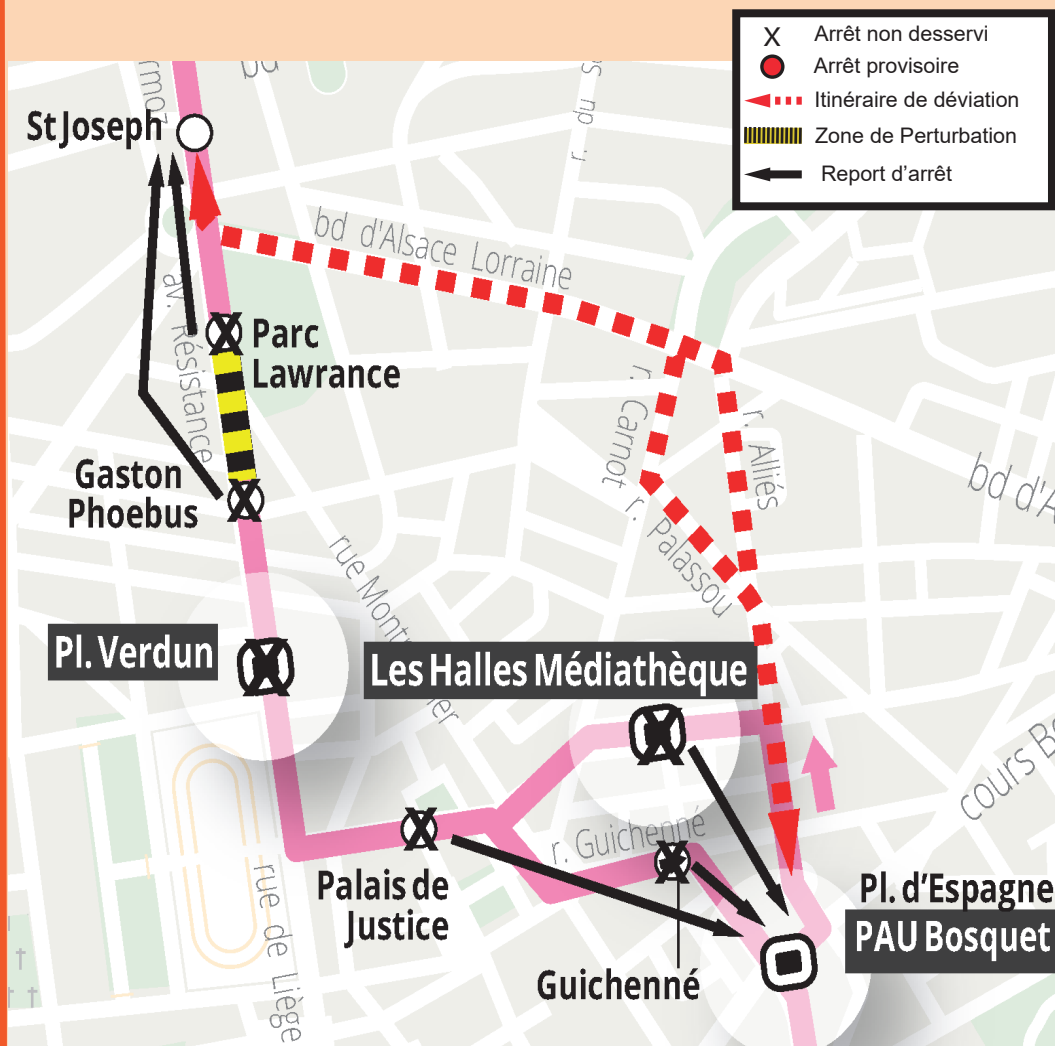 X Arrêt non desservi
Arrêt provisoire
Itinéraire de déviation
Zone de Perturbation
Report d'arrêt
bd
r. du
St Joseph
bd d'Alsace Lorraine
av. Résistance
Parc
Lawrance
r. Carnot
r. Alliés
Gaston
Phoebus
r. Palassou
bd d'A
Pl. Verdun
Les Halles Médiathèque
cours B
r. Guichenné
Palais de
Justice
rue de Liège
Guichenné
Pl. d'Espagne
PAU Bosquet